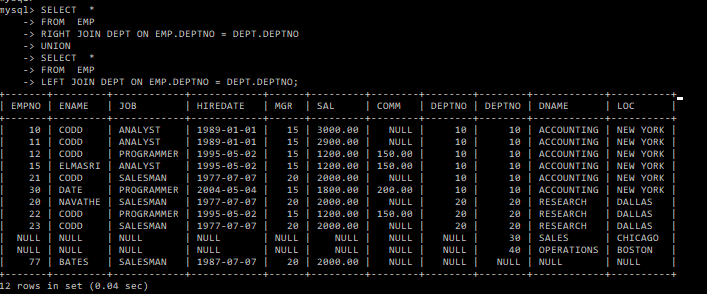 mysql> SELECT  *
    -> FROM  EMP
    -> RIGHT JOIN DEPT ON EMP.DEPTNO = DEPT.DEPTNO
    -> UNION
    -> SELECT  *
    -> FROM  EMP
    -> LEFT JOIN DEPT ON EMP.DEPTNO = DEPT.DEPTNO;
+-------+---------+------------+------------+------+---------+--------+--------+--------+------------+----------+
| EMPNO | ENAME   | JOB        | HIREDATE   | MGR  | SAL     | COMM   | DEPTNO | DEPTNO | DNAME      | LOC      |
+-------+---------+------------+------------+------+---------+--------+--------+--------+------------+----------+
|    10 | CODD    | ANALYST    | 1989-01-01 |   15 | 3000.00 |   NULL |     10 |     10 | ACCOUNTING | NEW YORK |
|    11 | CODD    | ANALYST    | 1989-01-01 |   15 | 2900.00 |   NULL |     10 |     10 | ACCOUNTING | NEW YORK |
|    12 | CODD    | PROGRAMMER | 1995-05-02 |   15 | 1200.00 | 150.00 |     10 |     10 | ACCOUNTING | NEW YORK |
|    15 | ELMASRI | ANALYST    | 1995-05-02 |   15 | 1200.00 | 150.00 |     10 |     10 | ACCOUNTING | NEW YORK |
|    21 | CODD    | SALESMAN   | 1977-07-07 |   20 | 2000.00 |   NULL |     10 |     10 | ACCOUNTING | NEW YORK |
|    30 | DATE    | PROGRAMMER | 2004-05-04 |   15 | 1800.00 | 200.00 |     10 |     10 | ACCOUNTING | NEW YORK |
|    20 | NAVATHE | SALESMAN   | 1977-07-07 |   20 | 2000.00 |   NULL |     20 |     20 | RESEARCH   | DALLAS   |
|    22 | CODD    | PROGRAMMER | 1995-05-02 |   15 | 1200.00 | 150.00 |     20 |     20 | RESEARCH   | DALLAS   |
|    23 | CODD    | SALESMAN   | 1977-07-07 |   20 | 2000.00 |   NULL |     20 |     20 | RESEARCH   | DALLAS   |
|  NULL | NULL    | NULL       | NULL       | NULL |    NULL |   NULL |   NULL |     30 | SALES      | CHICAGO  |
|  NULL | NULL    | NULL       | NULL       | NULL |    NULL |   NULL |   NULL |     40 | OPERATIONS | BOSTON   |
|    77 | BATES   | SALESMAN   | 1987-07-07 |   20 | 2000.00 |   NULL |   NULL |   NULL | NULL       | NULL     |
+-------+---------+------------+------------+------+---------+--------+--------+--------+------------+----------+
12 rows in set (0.04 sec)